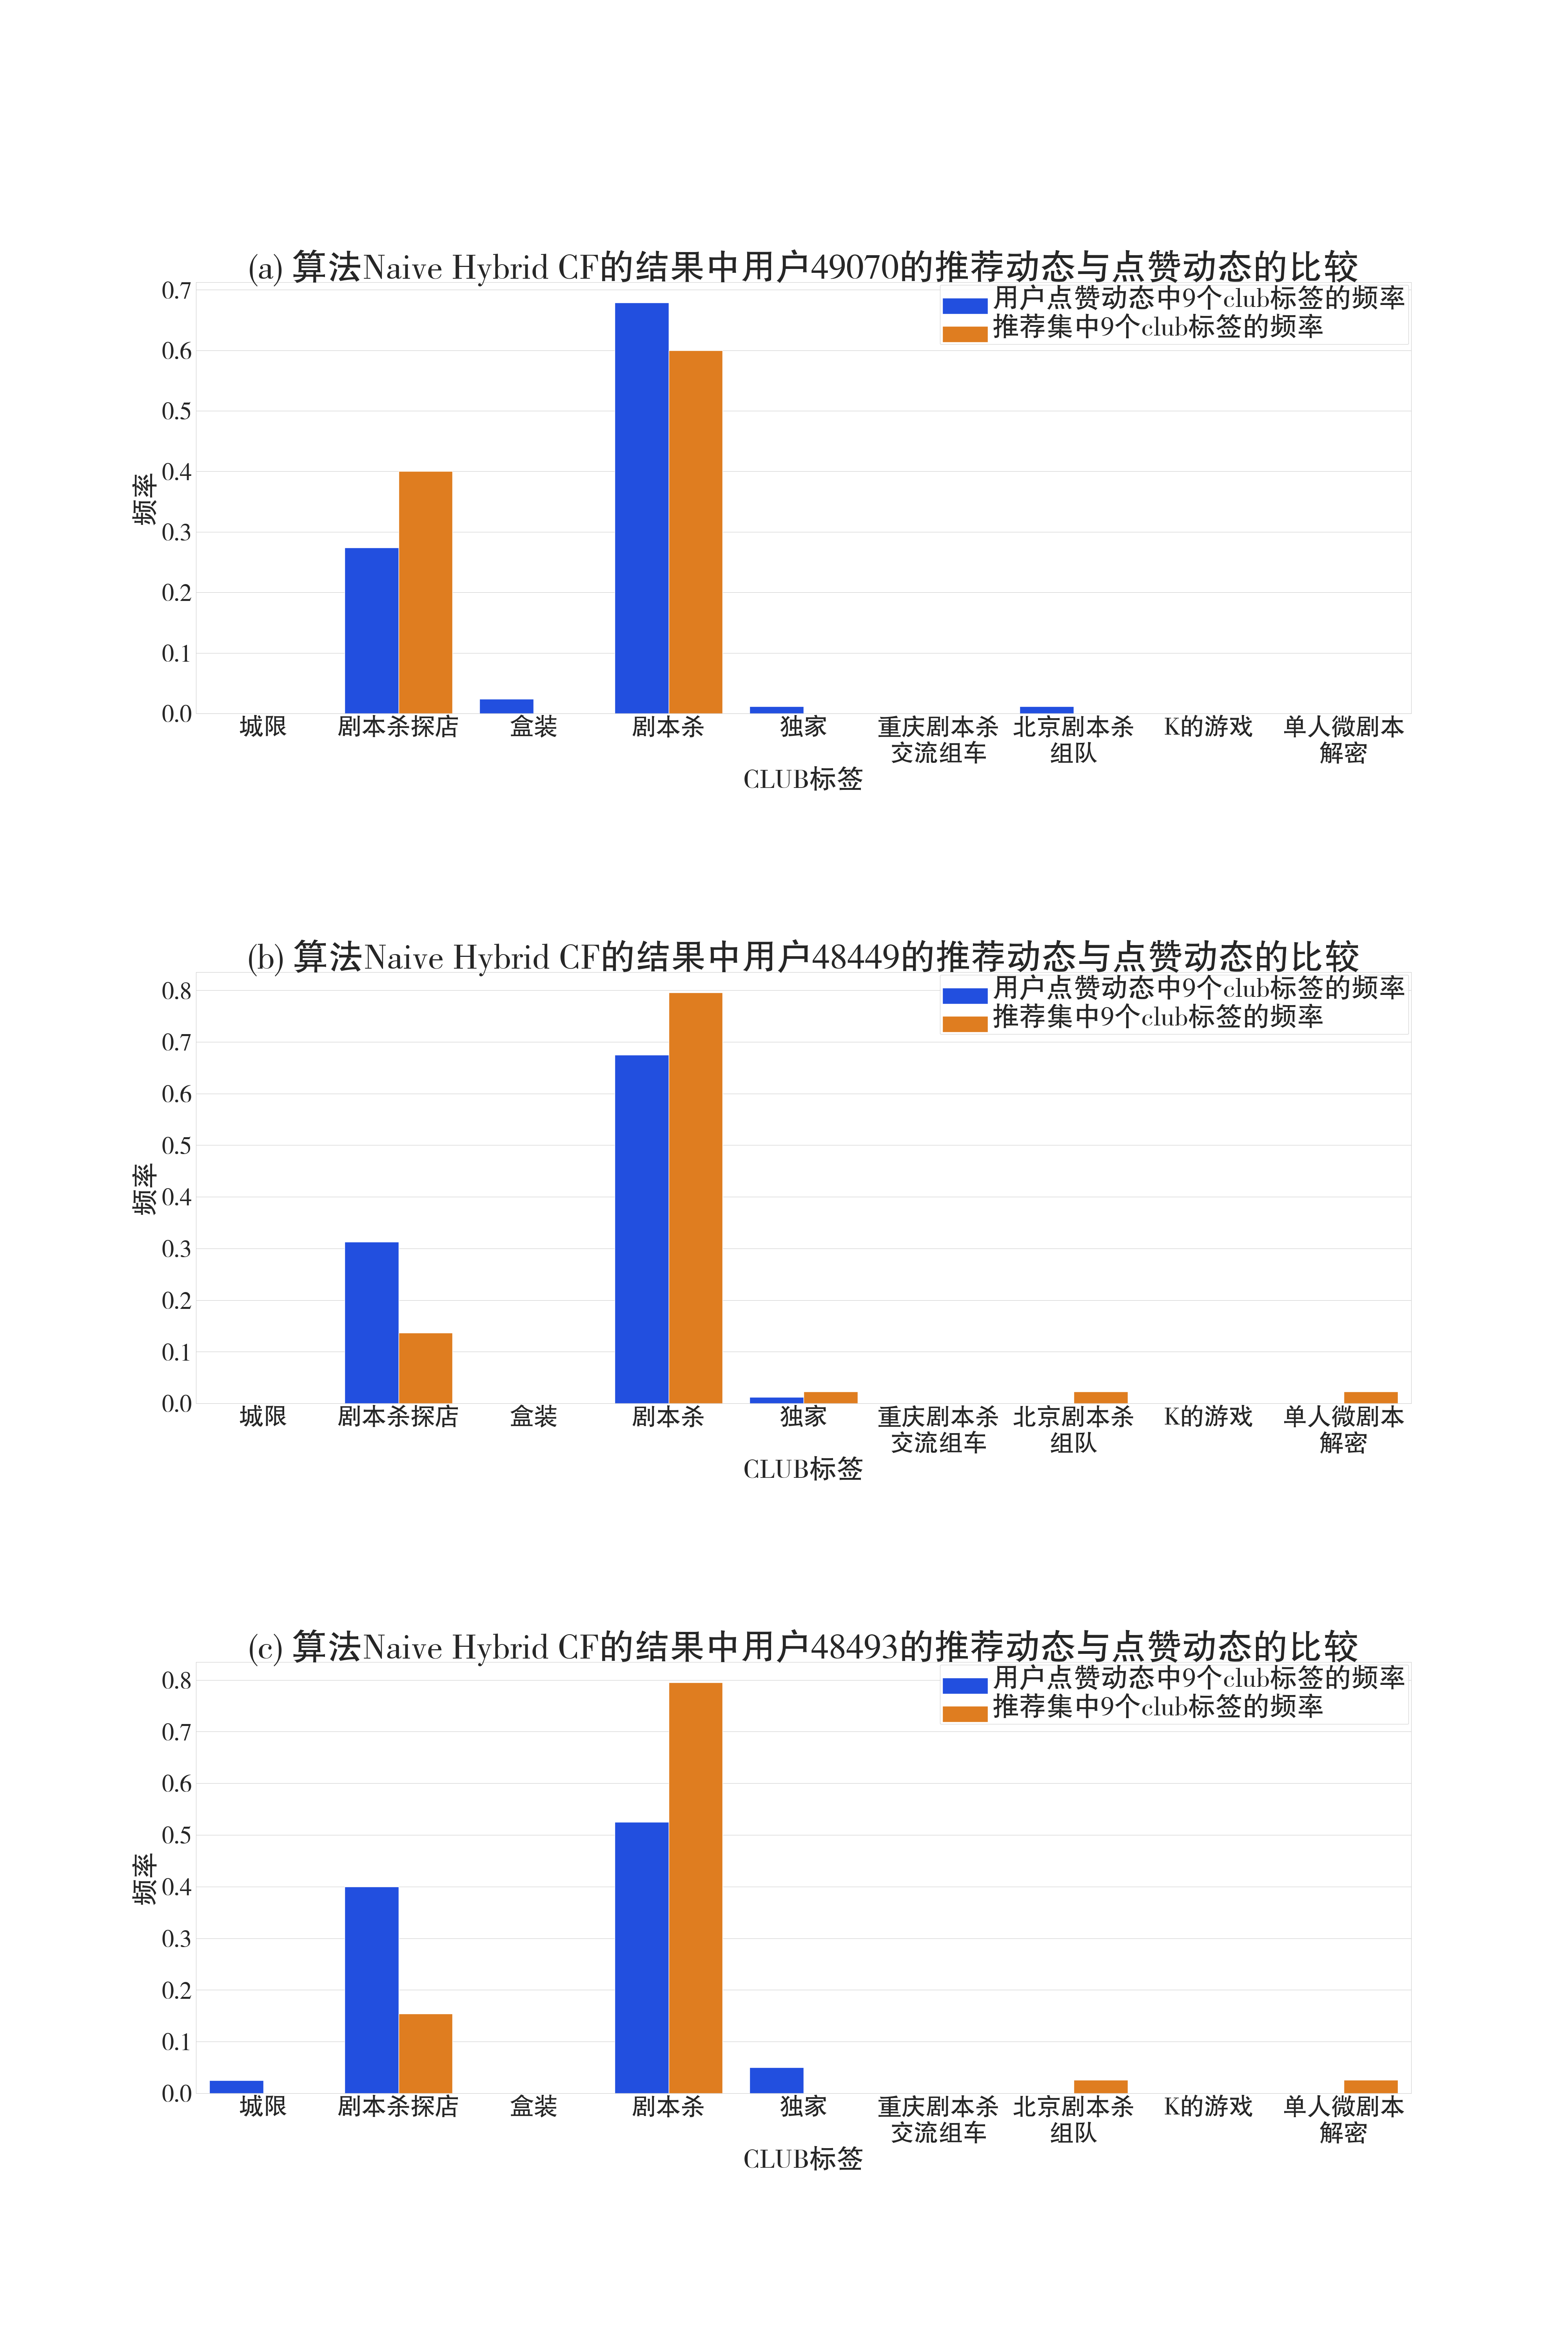 (a) 算法Naive Hybrid CF的结果中用户49070的推荐动态与点赞动态的比较
用户点赞动态中9个club标签的频率
推荐集中9个club标签的频率
频率
0.7
0.6
0.5
0.4
0.3
0.2
0.1
0.0
城限 剧本杀探店 盒装 剧本杀 独家 重庆剧本杀 北京剧本杀 K的游戏 单人微剧本
交流组车 组队 解密
CLUB标签
(b) 算法Naive Hybrid CF的结果中用户48449的推荐动态与点赞动态的比较
用户点赞动态中9个club标签的频率
推荐集中9个club标签的频率
频率
0.8
0.7
0.6
0.5
0.4
0.3
0.2
0.1
0.0
城限 剧本杀探店 盒装 剧本杀 独家 重庆剧本杀 北京剧本杀 K的游戏 单人微剧本
交流组车 组队 解密
CLUB标签
(c) 算法Naive Hybrid CF的结果中用户48493的推荐动态与点赞动态的比较
用户点赞动态中9个club标签的频率
推荐集中9个club标签的频率
频率
0.8
0.7
0.6
0.5
0.4
0.3
0.2
0.1
0.0
城限 剧本杀探店 盒装 剧本杀 独家 重庆剧本杀 北京剧本杀 K的游戏 单人微剧本
交流组车 组队 解密
CLUB标签